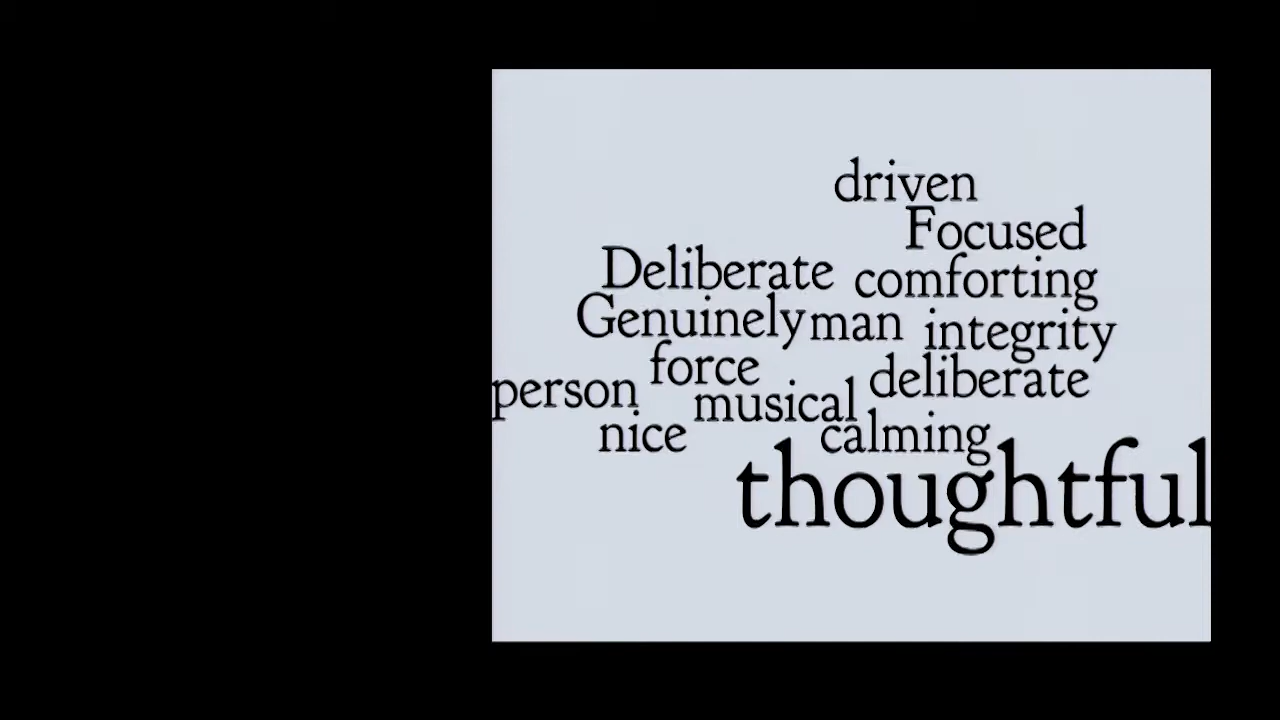 driven
Focused
Deliberate comforting
Genuinely man integrity
force deliberate
person musical
nice calming
thoughtful